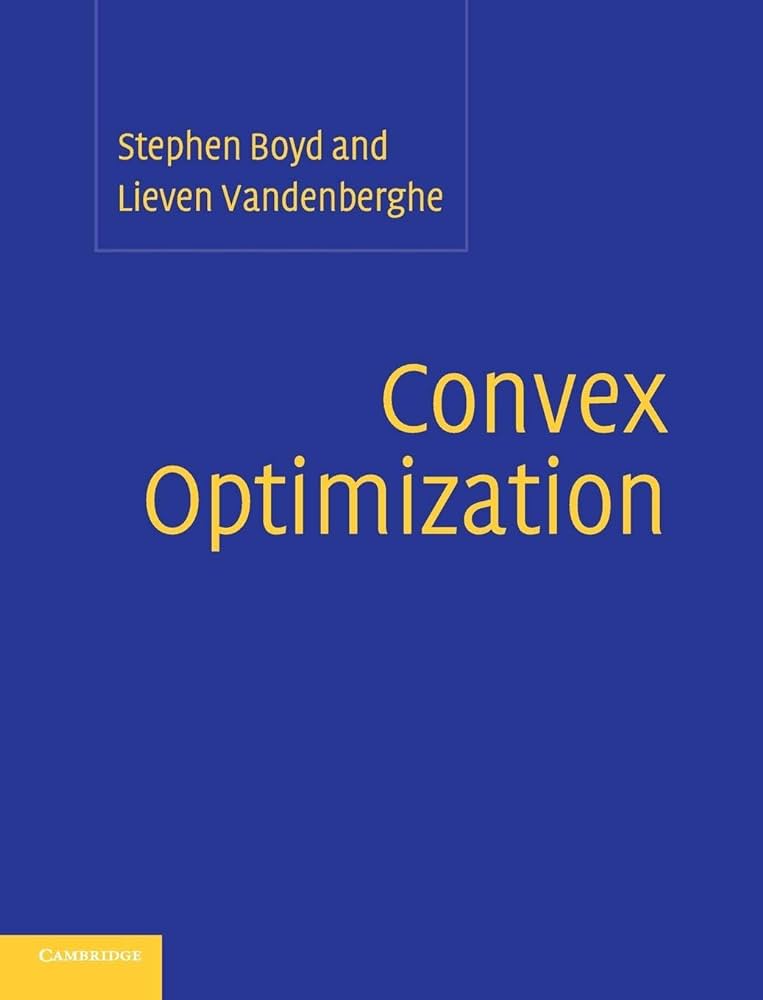 Stephen Boyd and
Lieven Vandenberghe
Convex
Optimization
CAMBRIDGE